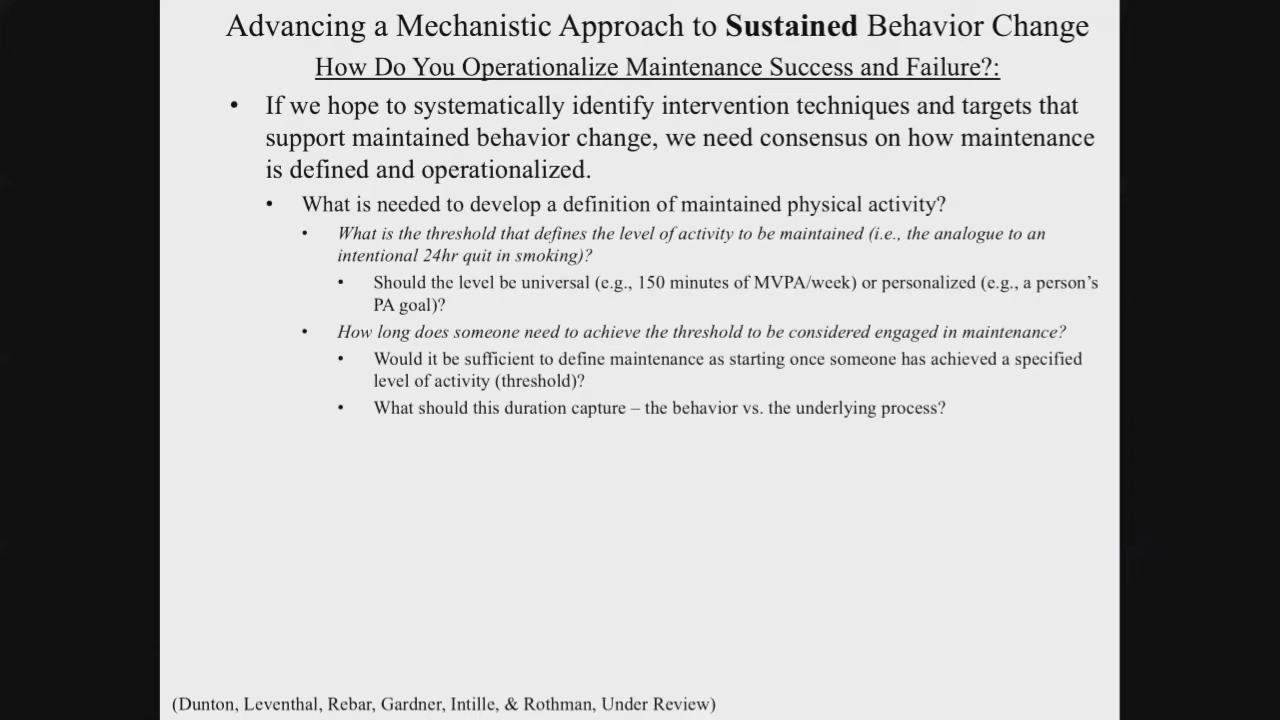 Advancing a Mechanistic Approach to Sustained Behavior Change
How Do You Operationalize Maintenance Success and Failure?:
• If we hope to systematically identify intervention techniques and targets that
support maintained behavior change, we need consensus on how maintenance
is defined and operationalized.
• What is needed to develop a definition of maintained physical activity?
• What is the threshold that defines the level of activity to be maintained (i.e., the analogue to an
intentional 24hr quit in smoking)?
• Should the level be universal (e.g., 150 minutes of MVPA/week) or personalized (e.g., a person's
PA goal)?
• How long does someone need to achieve the threshold to be considered engaged in maintenance?
• Would it be sufficient to define maintenance as starting once someone has achieved a specified
level of activity (threshold)?
• What should this duration capture – the behavior vs. the underlying process?
(Dunton, Leventhal, Rebar, Gardner, Intille, & Rothman, Under Review)